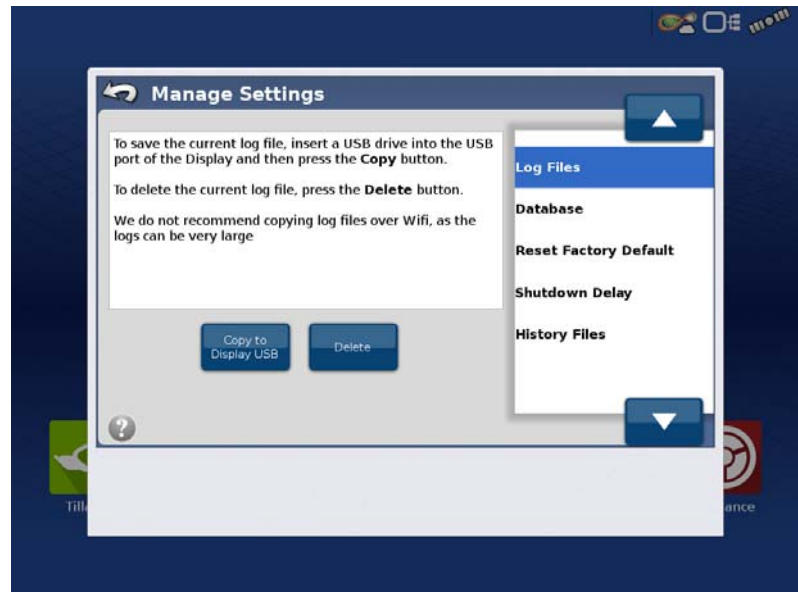 Manage Settings
To save the current log file, insert a USB drive into the USB
port of the Display and then press the Copy button.
To delete the current log file, press the Delete button.
We do not recommend copying log files over Wifi, as the
logs can be very large
Log Files
Database
Reset Factory Default
Shutdown Delay
History Files
Copy to
Display USB
Delete
?
Till
ance